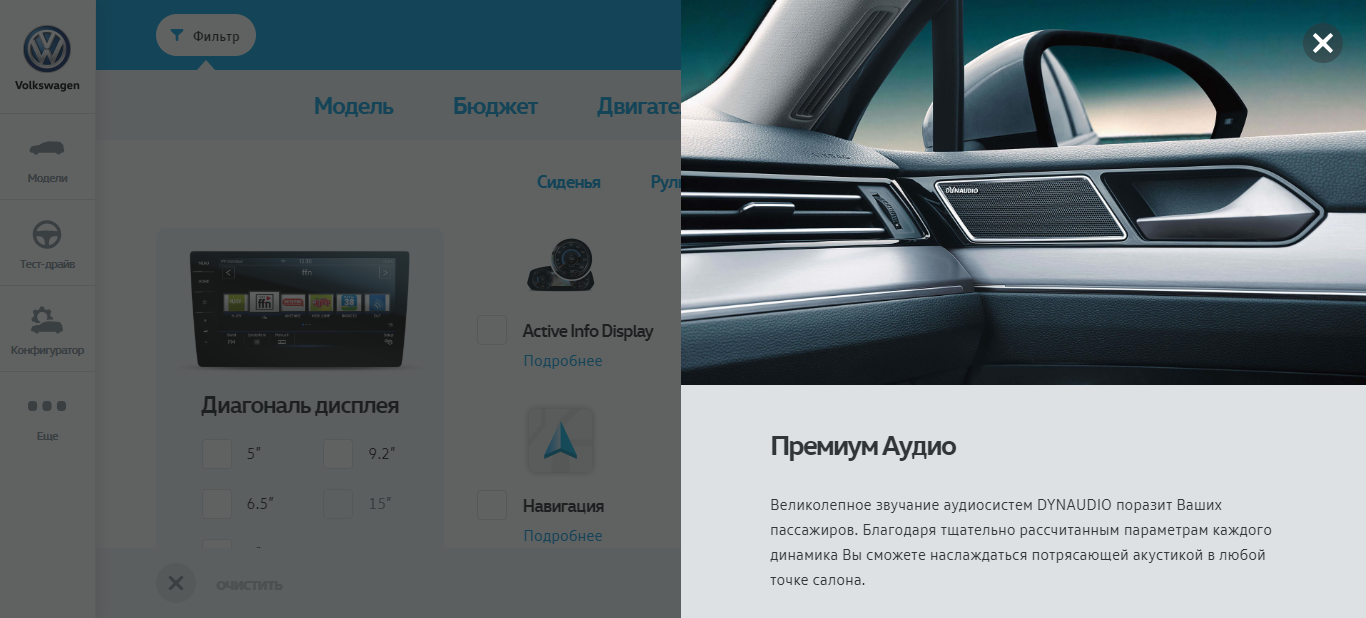 Volkswagen
Модели
Тест-драйв
Конфигуратор
Еще
Фильтр
Модель
Бюджет
Двигате
Сиденья
Рул
ffn
Диагональ дисплея
5″
9.2″
6.5″
15″
Active Info Display
Подробнее
Навигация
Подробнее
очистить
DYNAUDIO
Премиум Аудио
Великолепное звучание аудиосистем DYNAUDIO поразит Ваших
пассажиров. Благодаря тщательно рассчитанным параметрам каждого
динамика Вы сможете наслаждаться потрясающей акустикой в любой
точке салона.